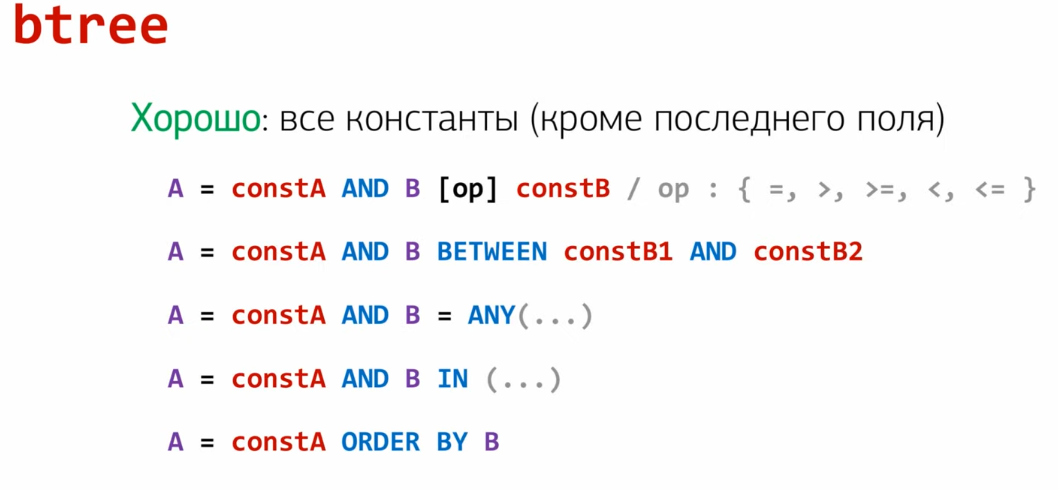 btree
Хорошо: все константы (кроме последнего поля)
A = constA AND B [op] constB / op : { =, >, >=, <, <= }
A = constA AND B BETWEEN constB1 AND constB2
A = constA AND B = ANY(...)
A = constA AND B IN (...)
A = constA ORDER BY B